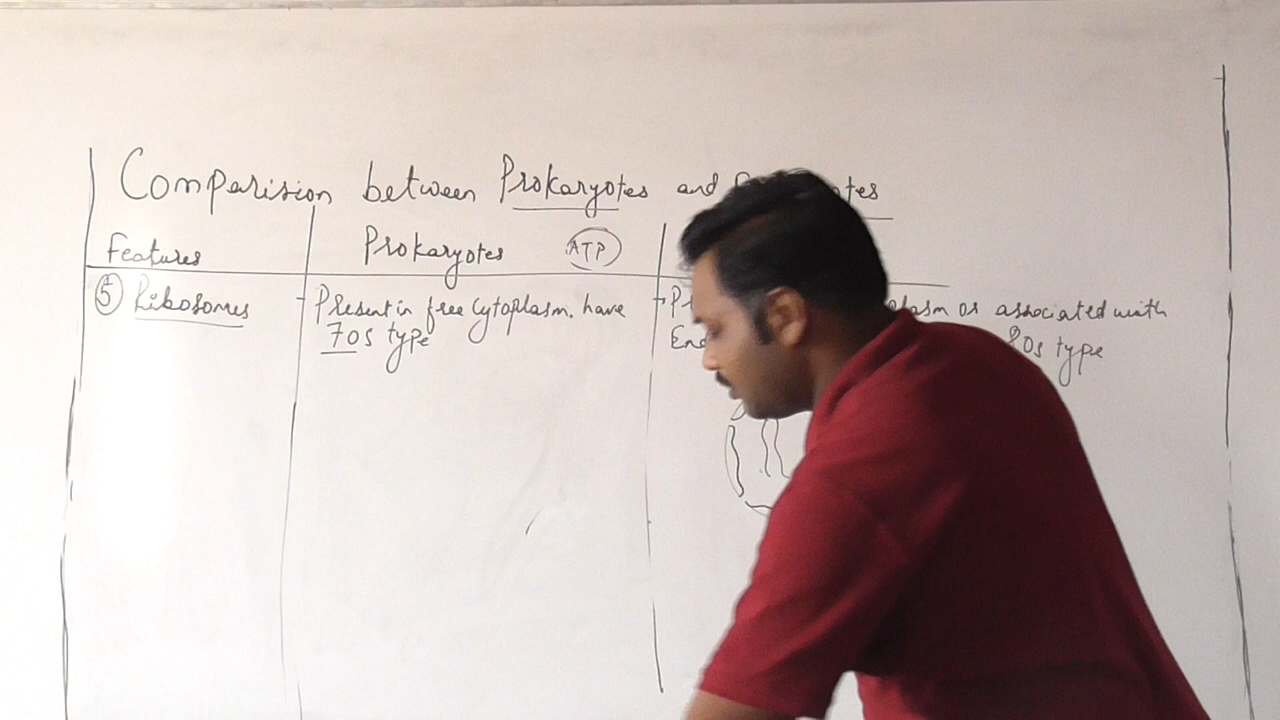 Comparision between Prokaryotes and tes
Features Prokaryotes ATP
5 Ribosomes Present in free Cytoplasm. have
70s type
or associated with
80s type